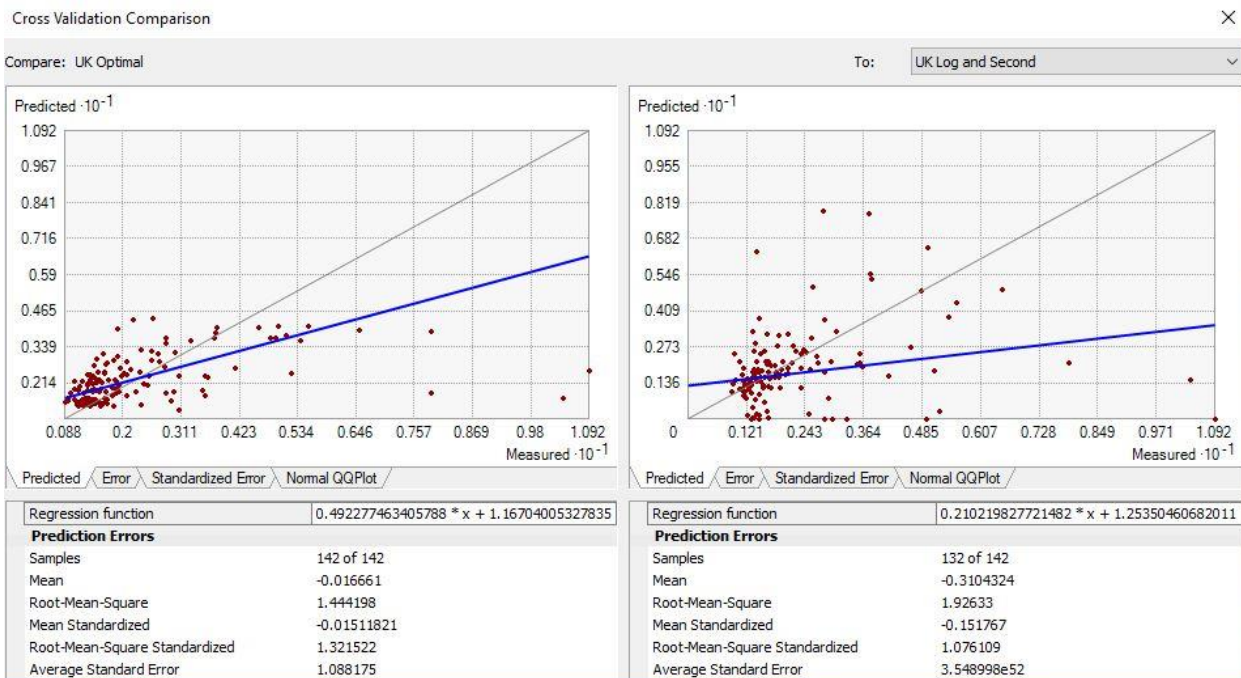 Cross Validation Comparison
Compare: UK Optimal To: UK Log and Second
Predicted ·10-1
1.092
0.967
0.841
0.716
0.59
0.465
0.339
0.214
0.088 0.2 0.311 0.423 0.534 0.646 0.757 0.869 0.98 1.092
Measured ·10-1
Predicted Error Standardized Error Normal QQPlot
Regression function 0.492277463405788 * x + 1.16704005327835
Prediction Errors
Samples 142 of 142
Mean -0.016661
Root-Mean-Square 1.444198
Mean Standardized -0.01511821
Root-Mean-Square Standardized 1.321522
Average Standard Error 1.088175
Predicted ·10-1
1.092
0.955
0.819
0.682
0.546
0.409
0.273
0.136
0 0.121 0.243 0.364 0.485 0.607 0.728 0.849 0.971 1.092
Measured ·10-1
Predicted Error Standardized Error Normal QQPlot
Regression function 0.210219827721482 * x + 1.25350460682011
Prediction Errors
Samples 132 of 142
Mean -0.3104324
Root-Mean-Square 1.92633
Mean Standardized -0.151767
Root-Mean-Square Standardized 1.076109
Average Standard Error 3.548998e52